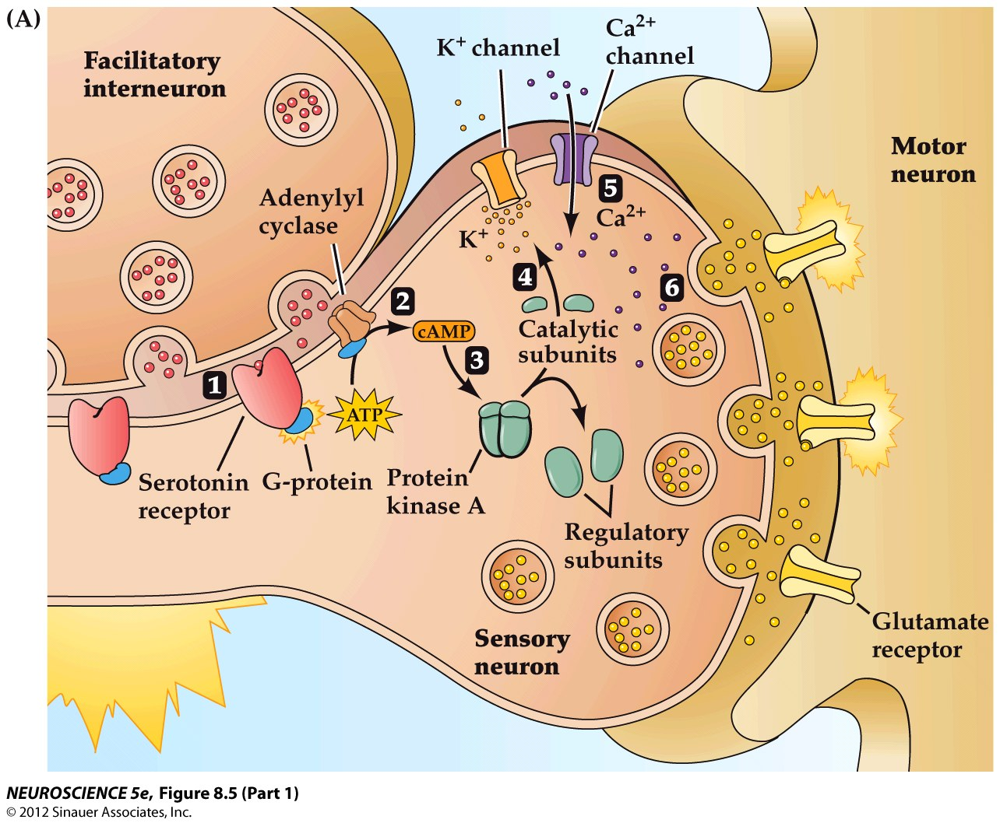 (A)
Facilitatory
interneuron
K+ channel
Ca2+
channel
Motor
neuron
Adenylyl
cyclase
5
Ca2+
K+
4
6
2
cAMP
Catalytic
subunits
3
1
ATP
Serotonin
receptor
G-protein
Protein
kinase A
Regulatory
subunits
Sensory
neuron
Glutamate
receptor
NEUROSCIENCE 5e, Figure 8.5 (Part 1)
© 2012 Sinauer Associates, Inc.